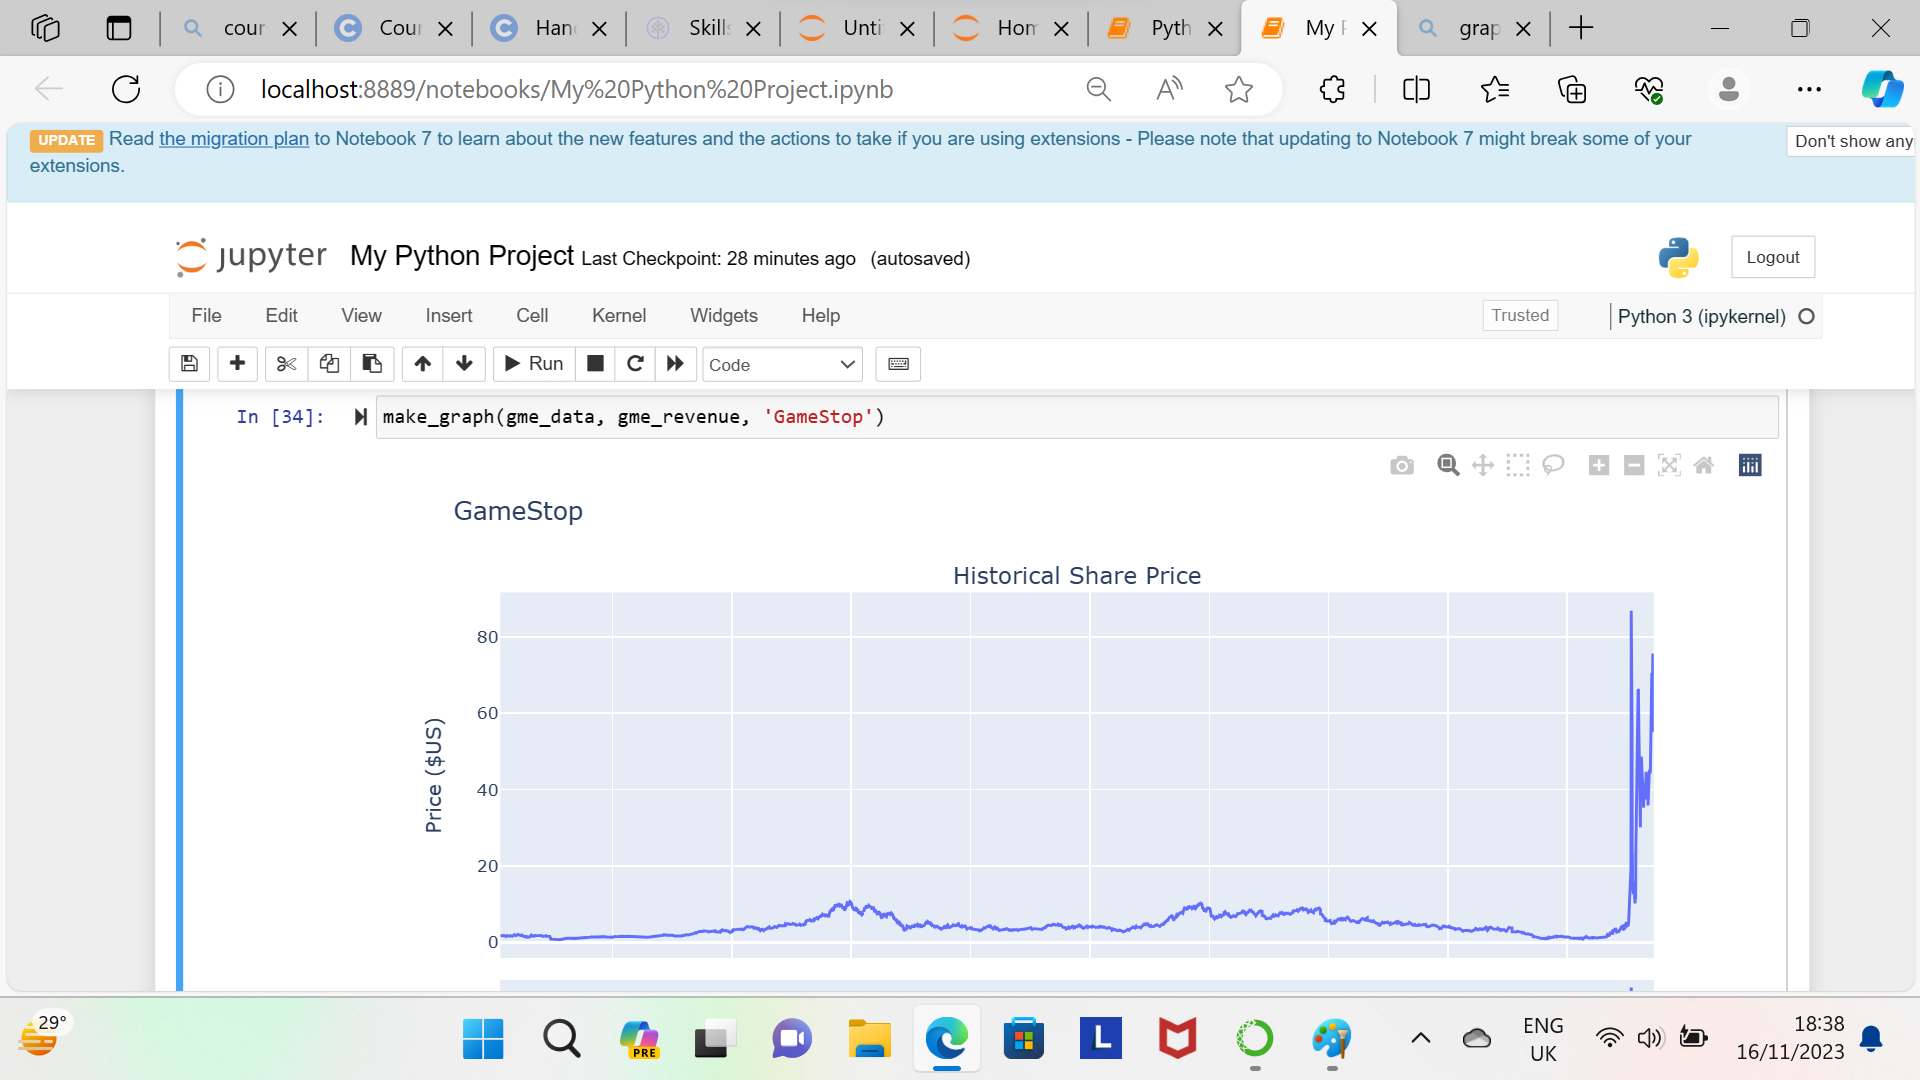 cour
Cour
Hand
Skills
Unti
Hom
Pyth
My P
grap
localhost:8889/notebooks/My%20Python%20Project.ipynb
UPDATE Read the migration plan to Notebook 7 to learn about the new features and the actions to take if you are using extensions - Please note that updating to Notebook 7 might break some of your
extensions.
Don't show any
jupyter My Python Project Last Checkpoint: 28 minutes ago (autosaved)
Logout
File Edit View Insert Cell Kernel Widgets Help
Trusted
Python 3 (ipykernel)
Run
Code
In [34]: make_graph(gme_data, gme_revenue, 'GameStop')
GameStop
Historical Share Price
Price ($US)
80
60
40
20
0
29°
PRE
L
ENG
UK
18:38
16/11/2023